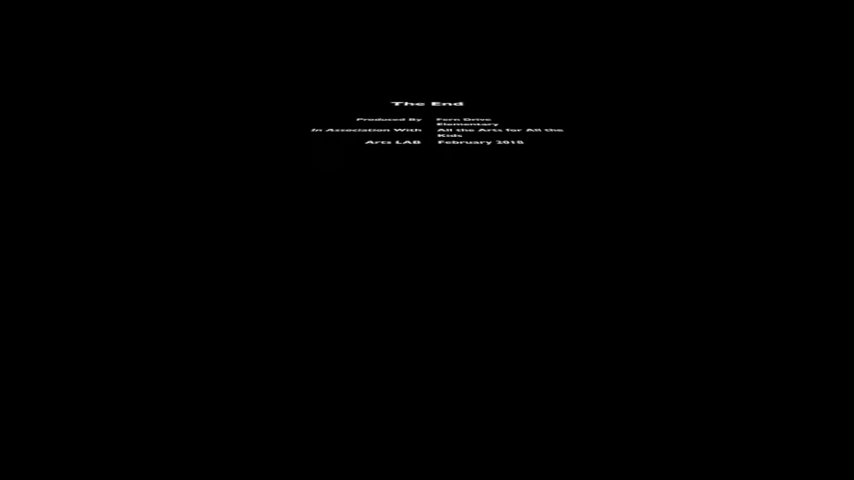 The End
Produced By Fern Drive
Elementary
In Association With All the Arts for All the
Kids
Arts LAB February 2018